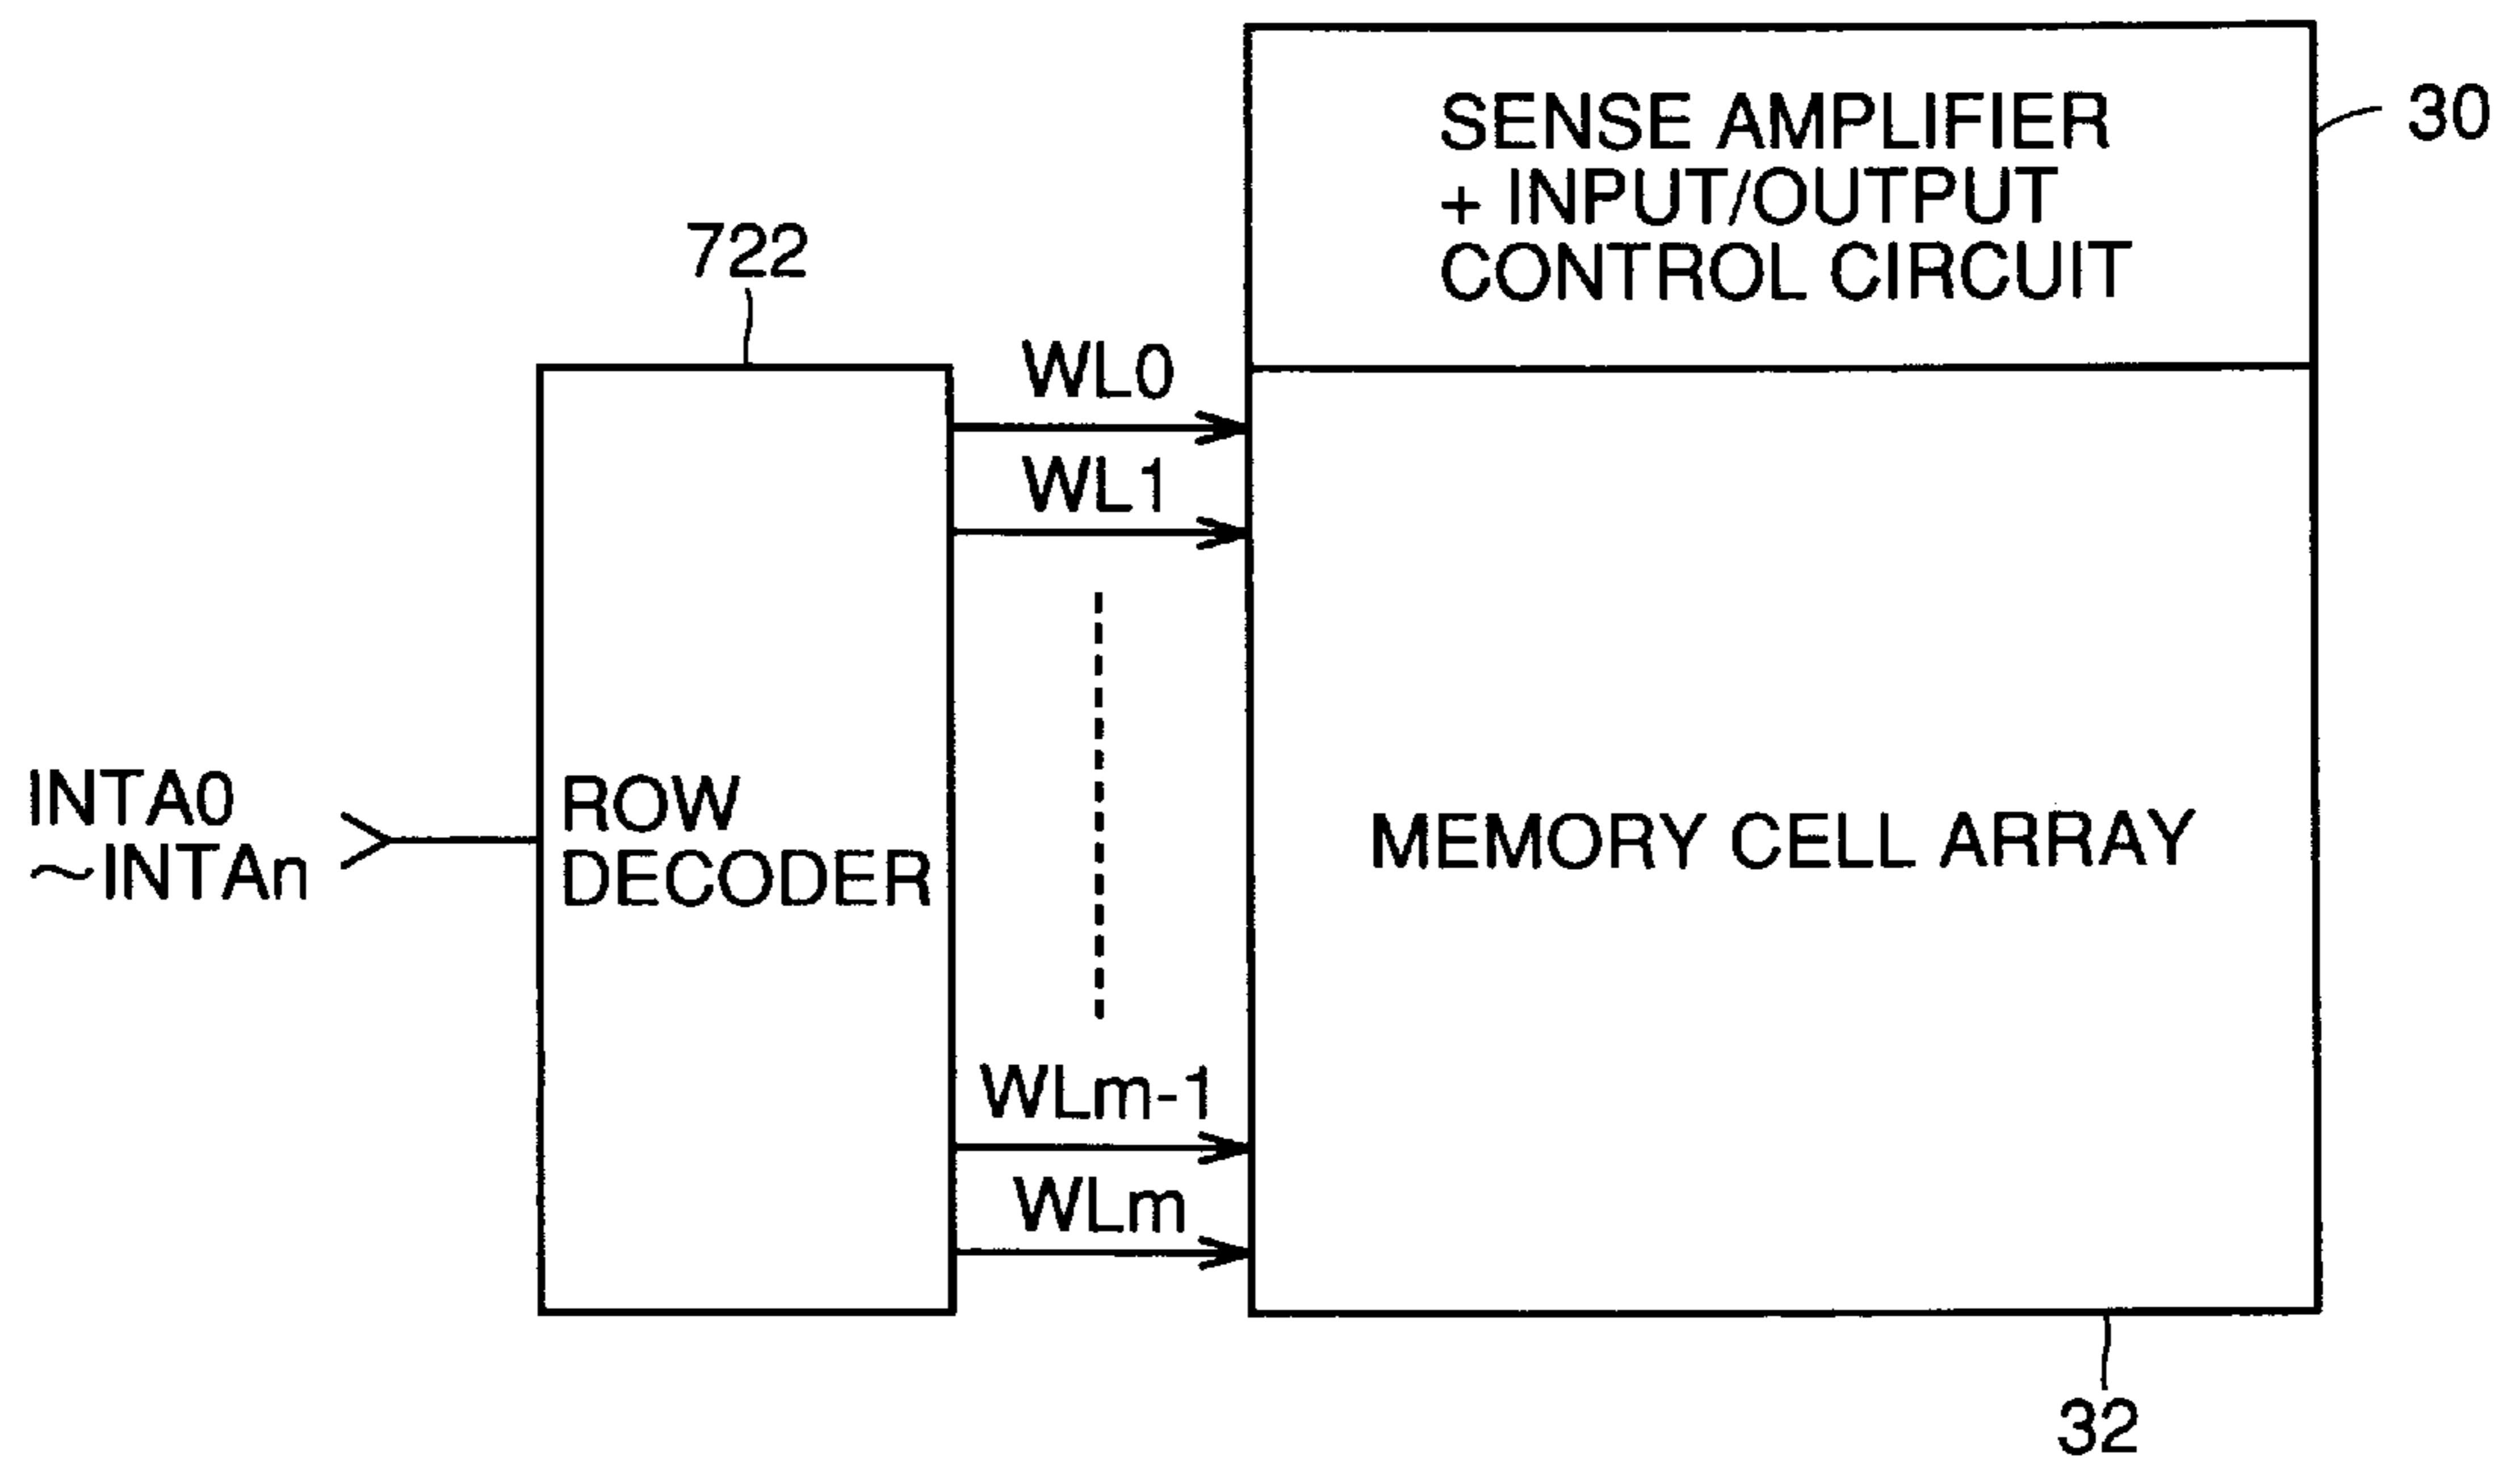 SENSE AMPLIFIER
+ INPUT/OUTPUT
CONTROL CIRCUIT
30
722
WL0
WL1
INTA0
~INTAn
ROW
DECODER
MEMORY CELL ARRAY
WLm-1
WLm
32